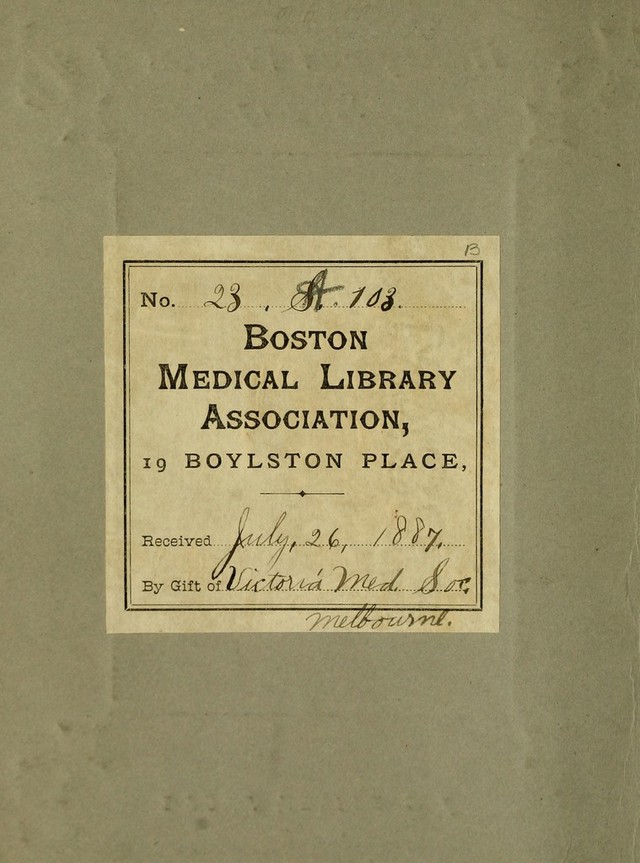 B
No. 23. St. 103.
BOSTON
MEDICAL LIBRARY
ASSOCIATION,
19 BOYLSTON PLACE,
Received July, 26, 1887.
By Gift of Victoria Med Soc.
Melbourne.